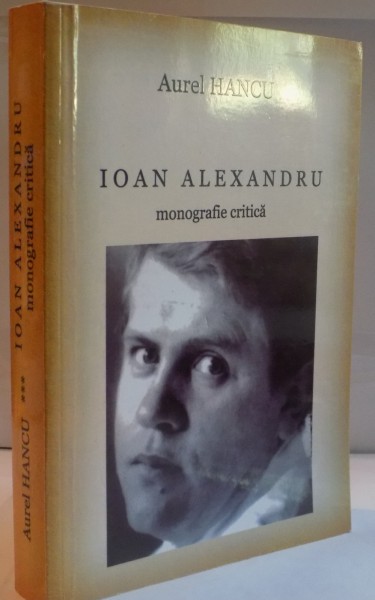 Aurel HANCU
IOAN ALEXANDRU
monografie critică
Aurel HANCU *** IOAN ALEXANDRU
monografie critică